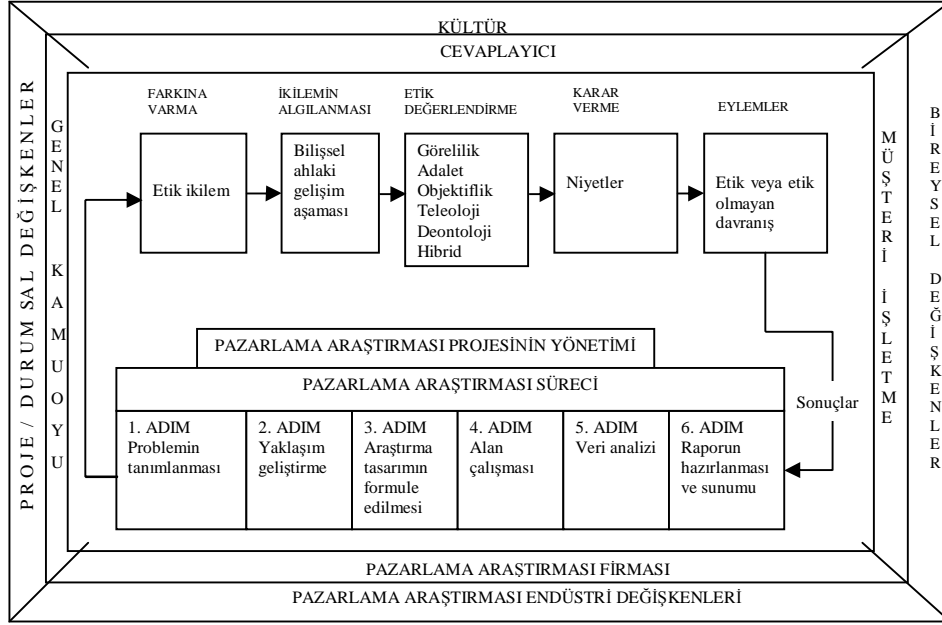 KÜLTÜR
CEVAPLAYICI
PROJE / DURUMSAL DEĞİŞKENLER
GENEL KAMUOYU
FARKINA
VARMA
İKİLEMİN
ALGILANMASI
ETİK
DEĞERLENDİRME
KARAR
VERME
EYLEMLER
Etik ikilem
Bilişsel
ahlaki
gelişim
aşaması
Görelilik
Adalet
Objektiflik
Teleoloji
Deontoloji
Hibrid
Niyetler
Etik veya etik
olmayan
davranış
MÜŞTERİ İŞLETME
BİREYSEL DEĞİŞKENLER
PAZARLAMA ARAŞTIRMASI PROJESİNİN YÖNETİMİ
PAZARLAMA ARAŞTIRMASI SÜRECİ
Sonuçlar
1. ADIM
Problemin
tanımlanması
2. ADIM
Yaklaşım
geliştirme
3. ADIM
Araştırma
tasarımın
formule
edilmesi
4. ADIM
Alan
çalışması
5. ADIM
Veri analizi
6. ADIM
Raporun
hazırlanması
ve sunumu
PAZARLAMA ARAŞTIRMASI FİRMASI
PAZARLAMA ARAŞTIRMASI ENDÜSTRİ DEĞİŞKENLERİ